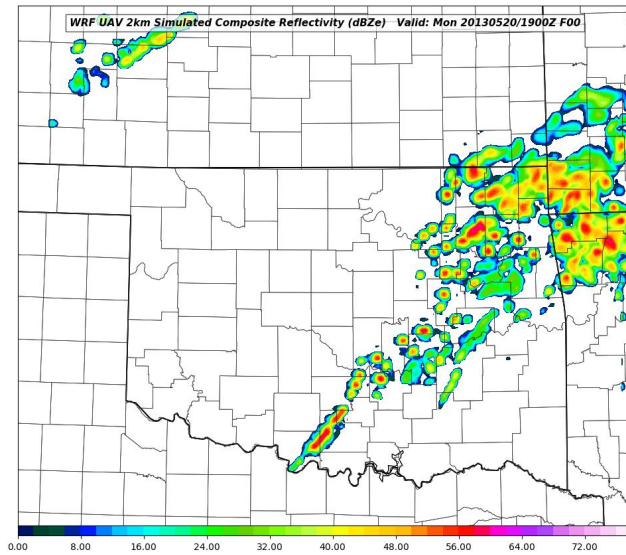 WRF UAV 2km Simulated Composite Reflectivity (dBZe)   Valid: Mon 20130520/1900Z F00
0.00 8.00 16.00 24.00 32.00 40.00 48.00 56.00 64.00 72.00